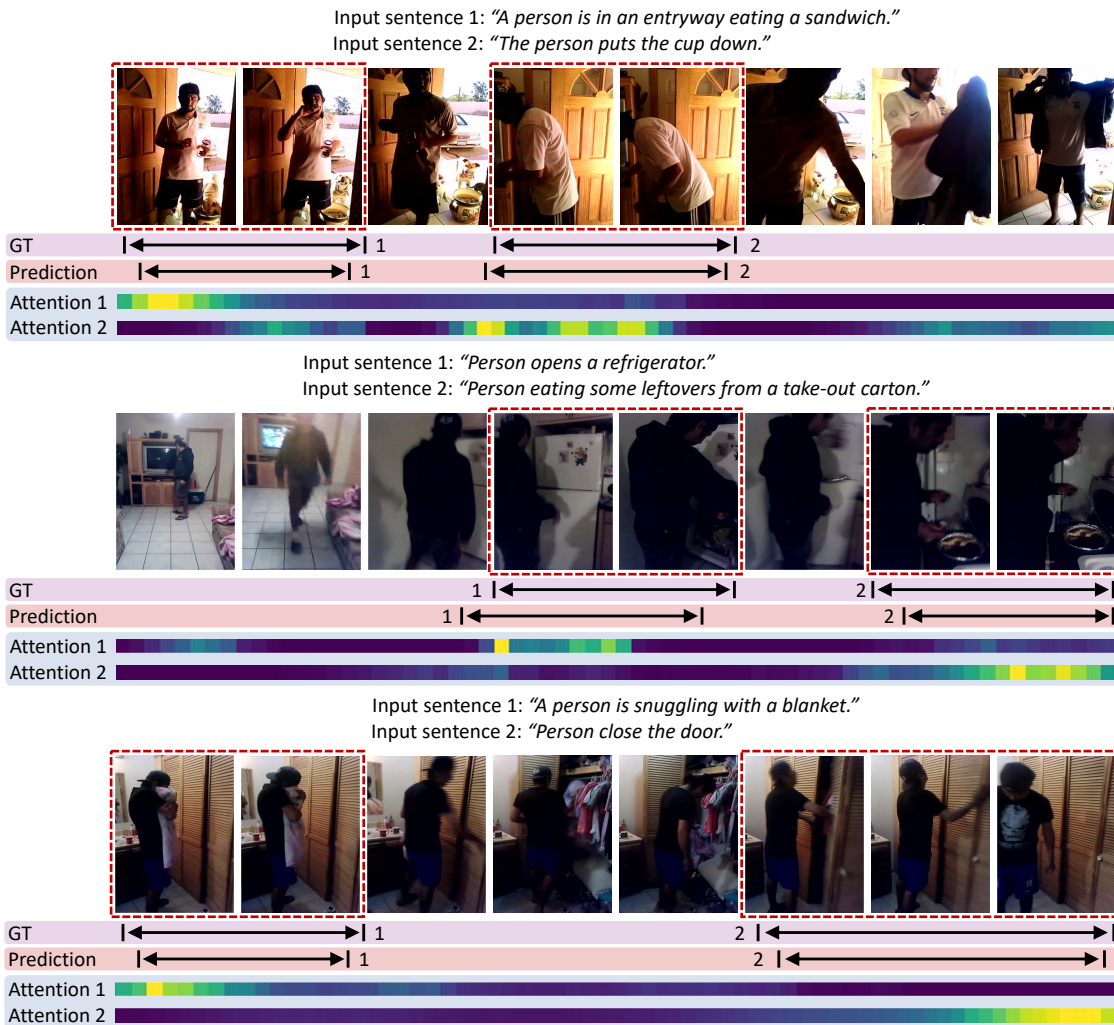 Input sentence 1: “A person is in an entryway eating a sandwich.”
Input sentence 2: “The person puts the cup down.”
GT 1 2
Prediction 1 2
Attention 1
Attention 2
Input sentence 1: “Person opens a refrigerator.”
Input sentence 2: “Person eating some leftovers from a take-out carton.”
GT 1 2
Prediction 1 2
Attention 1
Attention 2
Input sentence 1: “A person is snuggling with a blanket.”
Input sentence 2: “Person close the door.”
GT 1 2
Prediction 1 2
Attention 1
Attention 2